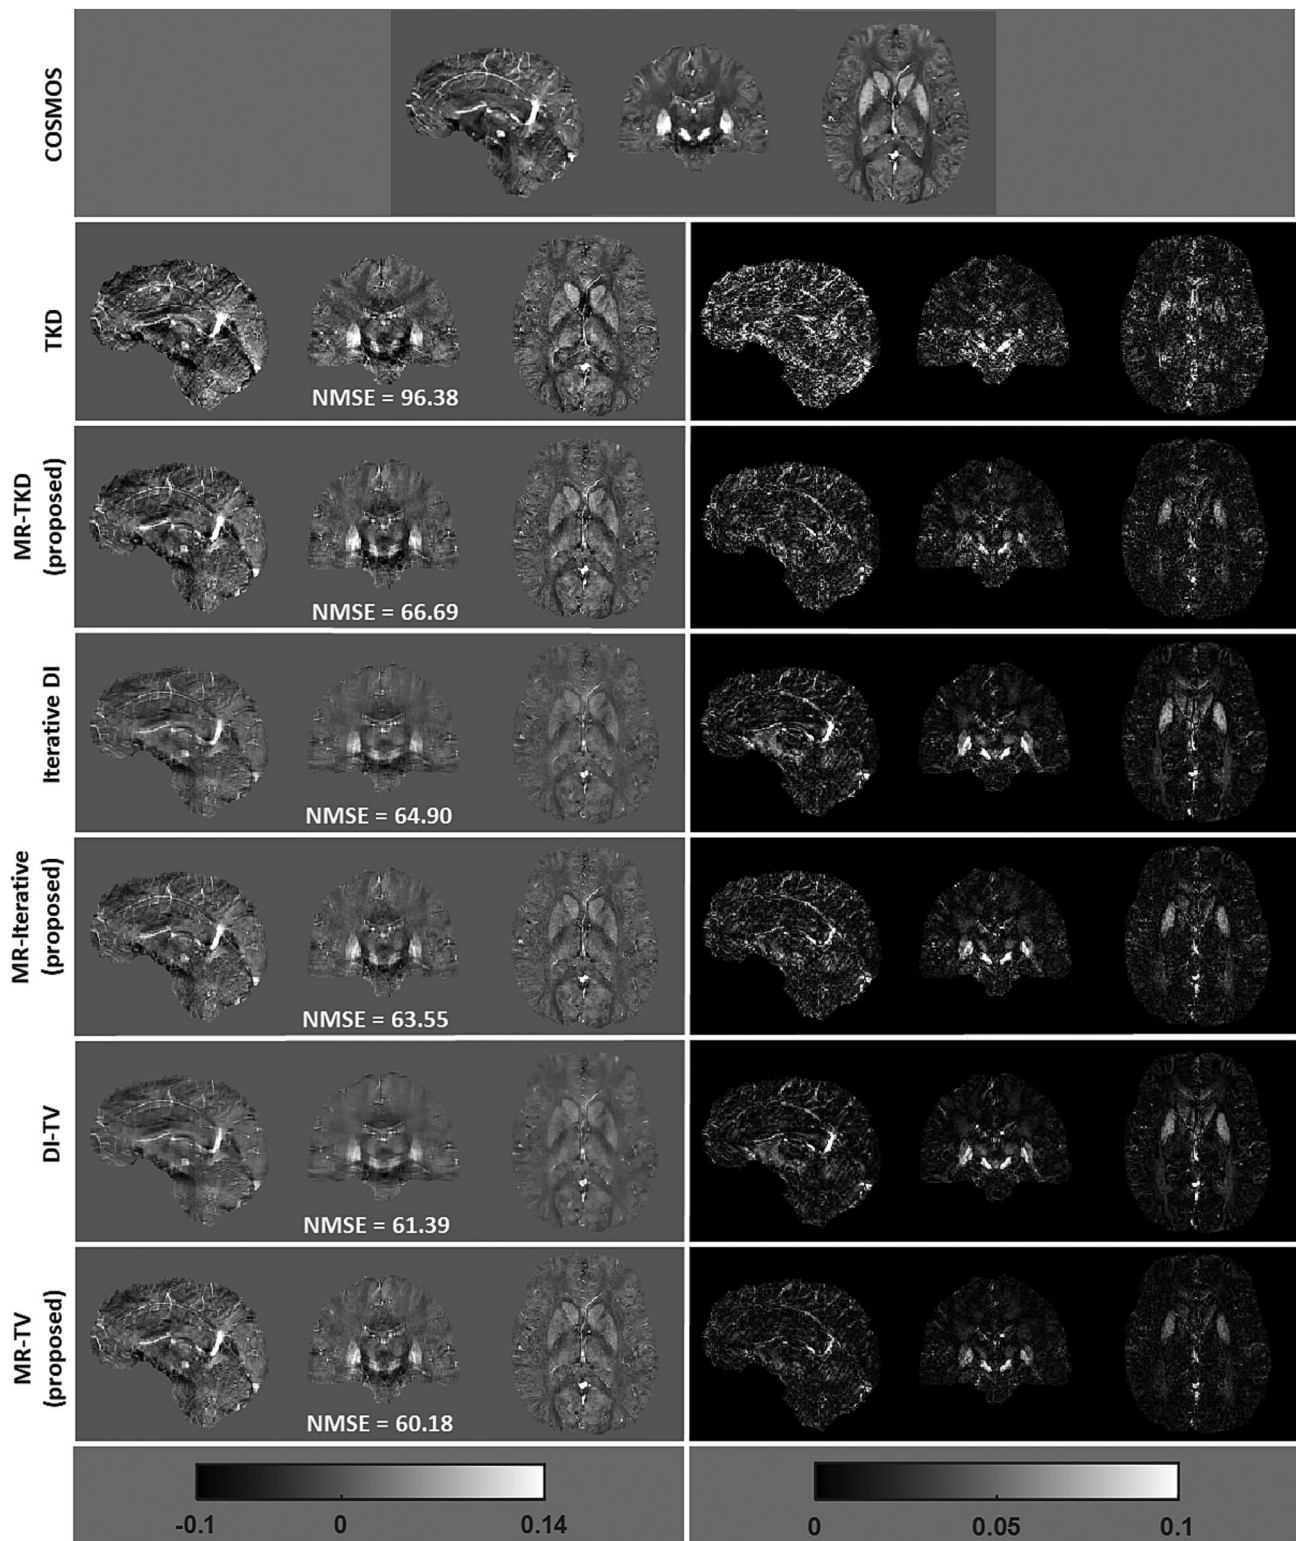 COSMOS
TKD
NMSE = 96.38
MR-TKD
(proposed)
NMSE = 66.69
Iterative DI
NMSE = 64.90
MR-Iterative
(proposed)
NMSE = 63.55
DI-TV
NMSE = 61.39
MR-TV
(proposed)
NMSE = 60.18
-0.1 0 0.14
0 0.05 0.1